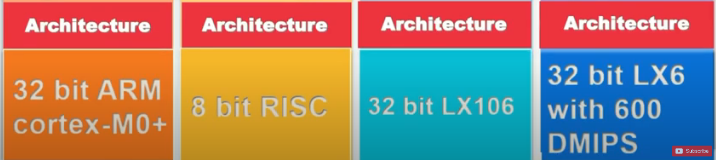 Architecture
32 bit ARM
cortex-M0+
Architecture
8 bit RISC
Architecture
32 bit LX106
Architecture
32 bit LX6
with 600
DMIPS
Subscribe